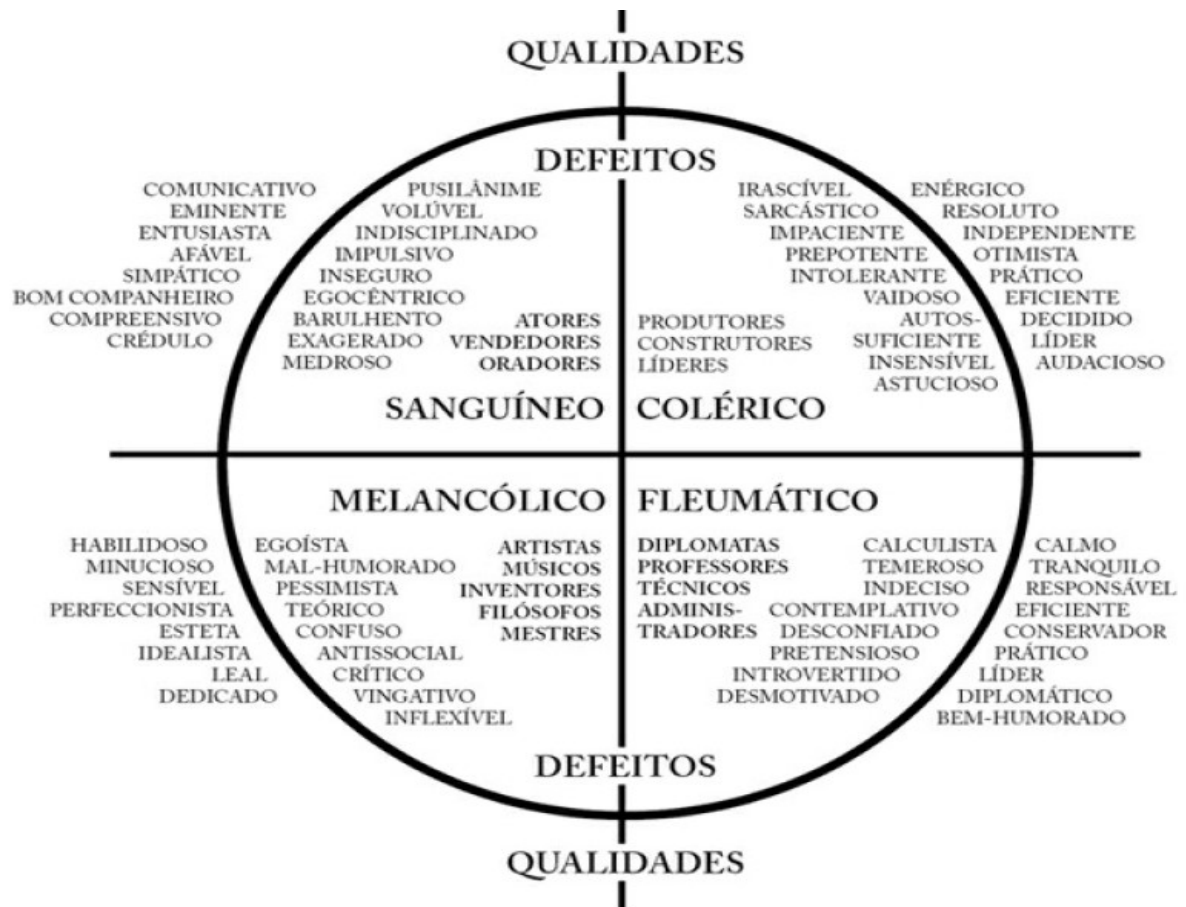 QUALIDADES
DEFEITOS
COMUNICATIVO
EMINENTE
ENTUSIASTA
AFÁVEL
SIMPÁTICO
BOM COMPANHEIRO
COMPREENSIVO
CRÉDULO
PUSILÂNIME
VOLÚVEL
INDISCIPLINADO
IMPULSIVO
INSEGURO
EGOCÊNTRICO
BARULHENTO
EXAGERADO
MEDROSO
ATORES
VENDEDORES
ORADORES
SANGUÍNEO
IRASCÍVEL
SARCÁSTICO
IMPACIENTE
PREPOTENTE
INTOLERANTE
VAIDOSO
AUTOS-
SUFICIENTE
INSENSÍVEL
ASTUCIOSO
ENÉRGICO
RESOLUTO
INDEPENDENTE
OTIMISTA
PRÁTICO
EFICIENTE
DECIDIDO
LÍDER
AUDACIOSO
PRODUTORES
CONSTRUTORES
LÍDERES
COLÉRICO
MELANCÓLICO
HABILIDOSO
MINUCIOSO
SENSÍVEL
PERFECCIONISTA
ESTETA
IDEALISTA
LEAL
DEDICADO
EGOÍSTA
MAL-HUMORADO
PESSIMISTA
TEÓRICO
CONFUSO
ANTISSOCIAL
CRÍTICO
VINGATIVO
INFLEXÍVEL
ARTISTAS
MÚSICOS
INVENTORES
FILÓSOFOS
MESTRES
FLEUMÁTICO
DIPLOMATAS
PROFESSORES
TÉCNICOS
ADMINIS-
TRADORES
CALCULISTA
TEMEROSO
INDECISO
CONTEMPLATIVO
DESCONFIADO
PRETENSIOSO
INTROVERTIDO
DESMOTIVADO
CALMO
TRANQUILO
RESPONSÁVEL
EFICIENTE
CONSERVADOR
PRÁTICO
LÍDER
DIPLOMÁTICO
BEM-HUMORADO
DEFEITOS
QUALIDADES